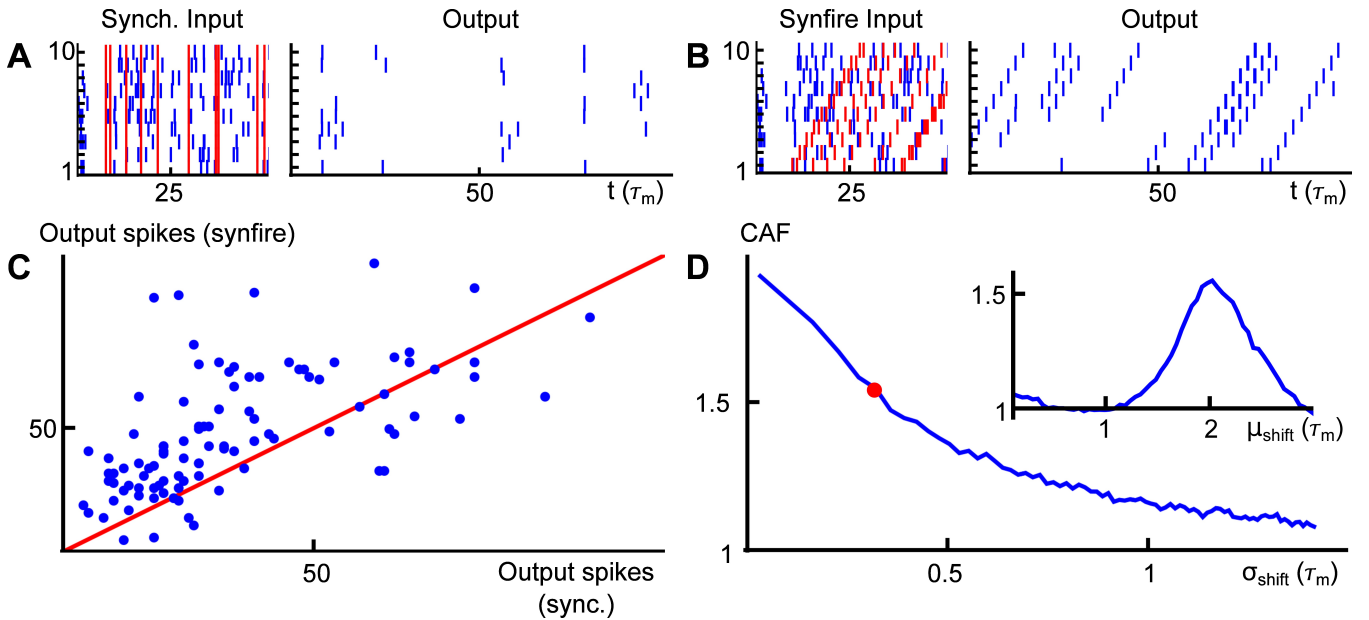 Synch. Input
Output
Synfire Input
Output
A
10
1
25
50
t (τm)
B
10
1
25
50
t (τm)
Output spikes (synfire)
C
50
50
Output spikes
(sync.)
CAF
D
1.5
1
0.5
1
σshift (τm)
1.5
1
1
2
μshift (τm)